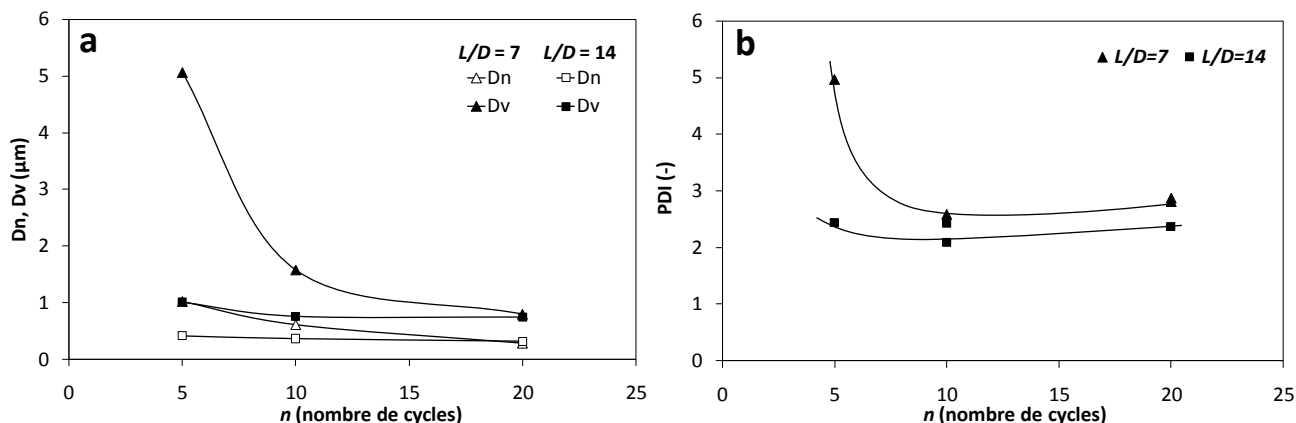 a
L/D = 7 L/D = 14
Dn Dn
Dv Dv
6
5
4
3
2
1
0
Dn, Dv (µm)
0 5 10 15 20 25
n (nombre de cycles)
b
L/D=7 L/D=14
6
5
4
3
2
1
0
PDI (-)
0 5 10 15 20 25
n (nombre de cycles)